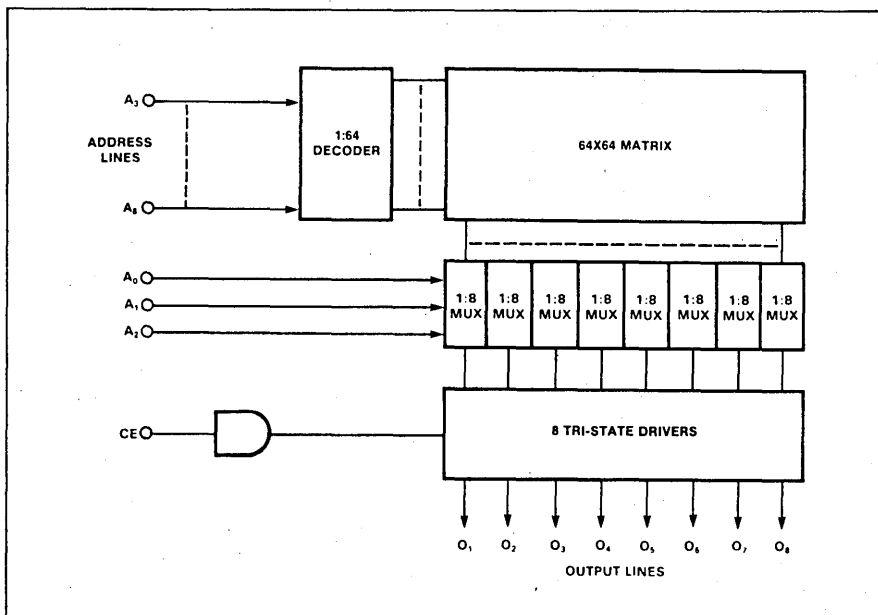 A₃
ADDRESS
LINES
A₈
1:64
DECODER
64X64 MATRIX
A₀
A₁
A₂
1:8
MUX
1:8
MUX
1:8
MUX
1:8
MUX
1:8
MUX
1:8
MUX
1:8
MUX
1:8
MUX
CE
8 TRI-STATE DRIVERS
O₁ O₂ O₃ O₄ O₅ O₆ O₇ O₈
OUTPUT LINES